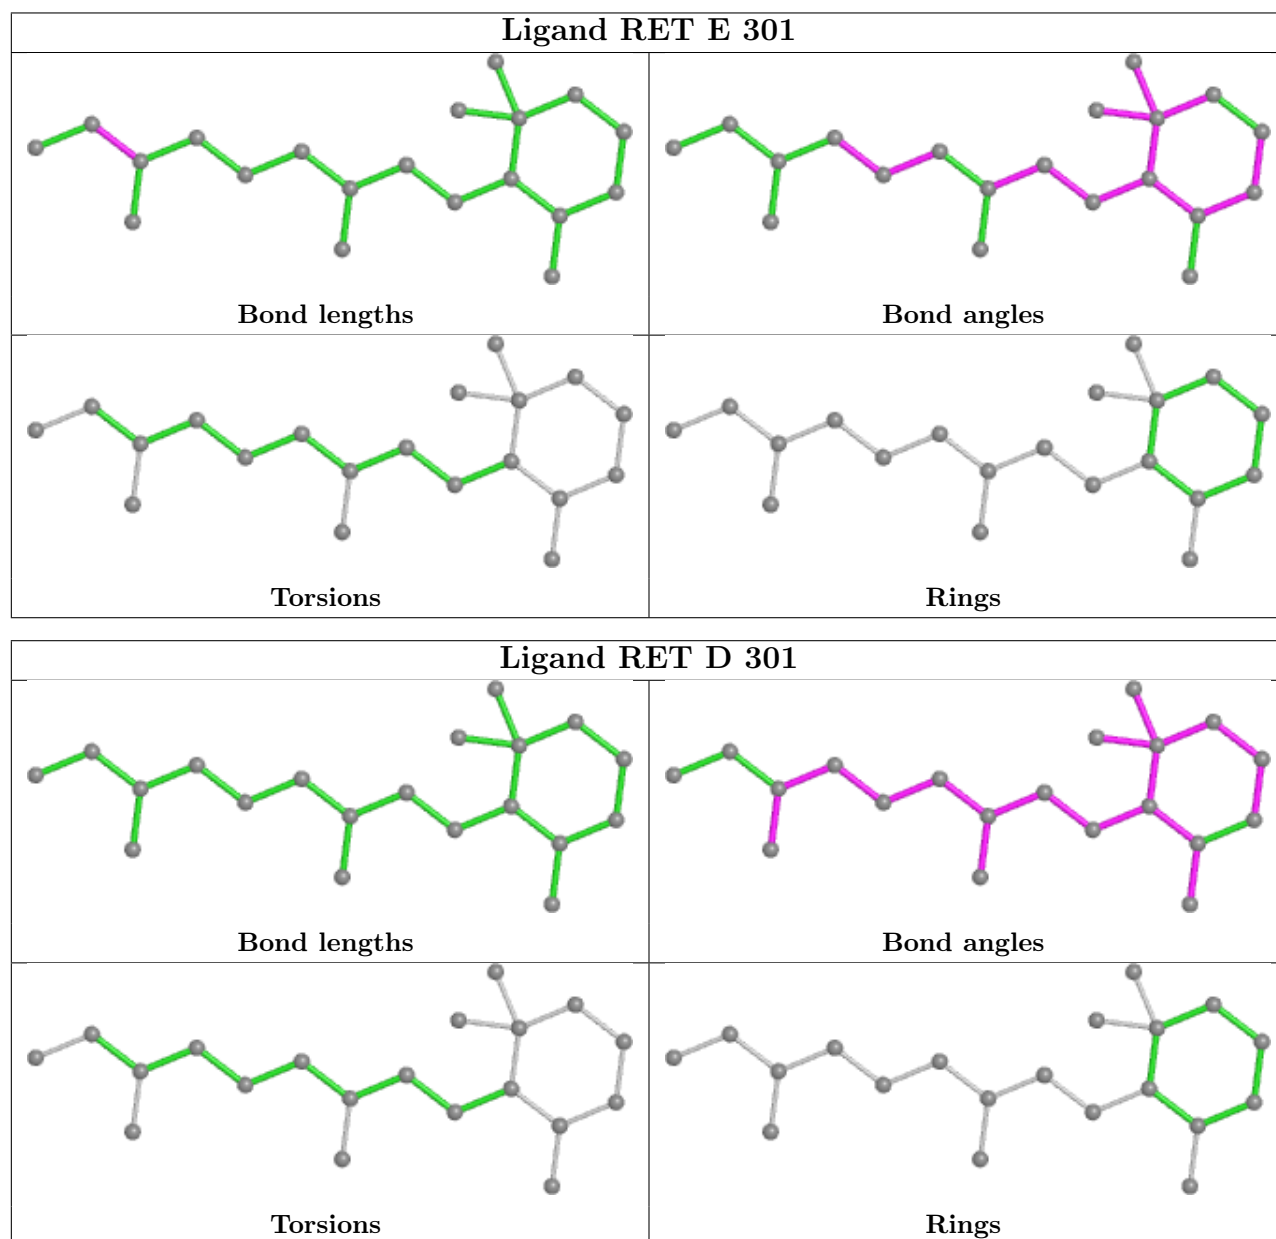 Ligand RET E 301
Bond lengths
Bond angles
Torsions
Rings
Ligand RET D 301
Bond lengths
Bond angles
Torsions
Rings